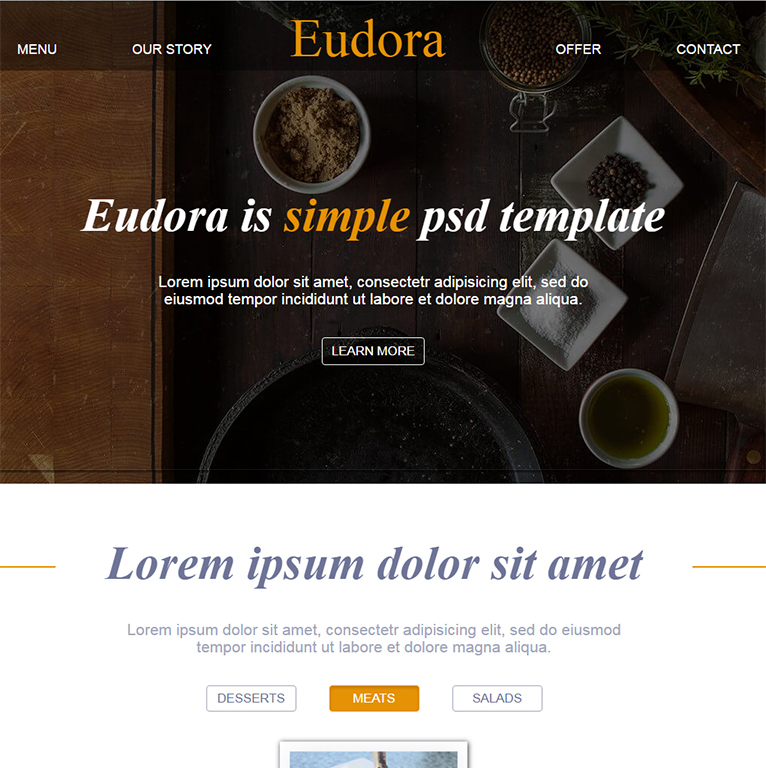 MENU
OUR STORY
Eudora
OFFER
CONTACT
Eudora is simple psd template
Lorem ipsum dolor sit amet, consectetr adipisicing elit, sed do
eiusmod tempor incididunt ut labore et dolore magna aliqua.
LEARN MORE
Lorem ipsum dolor sit amet
Lorem ipsum dolor sit amet, consectetr adipisicing elit, sed do eiusmod
tempor incididunt ut labore et dolore magna aliqua.
DESSERTS
MEATS
SALADS